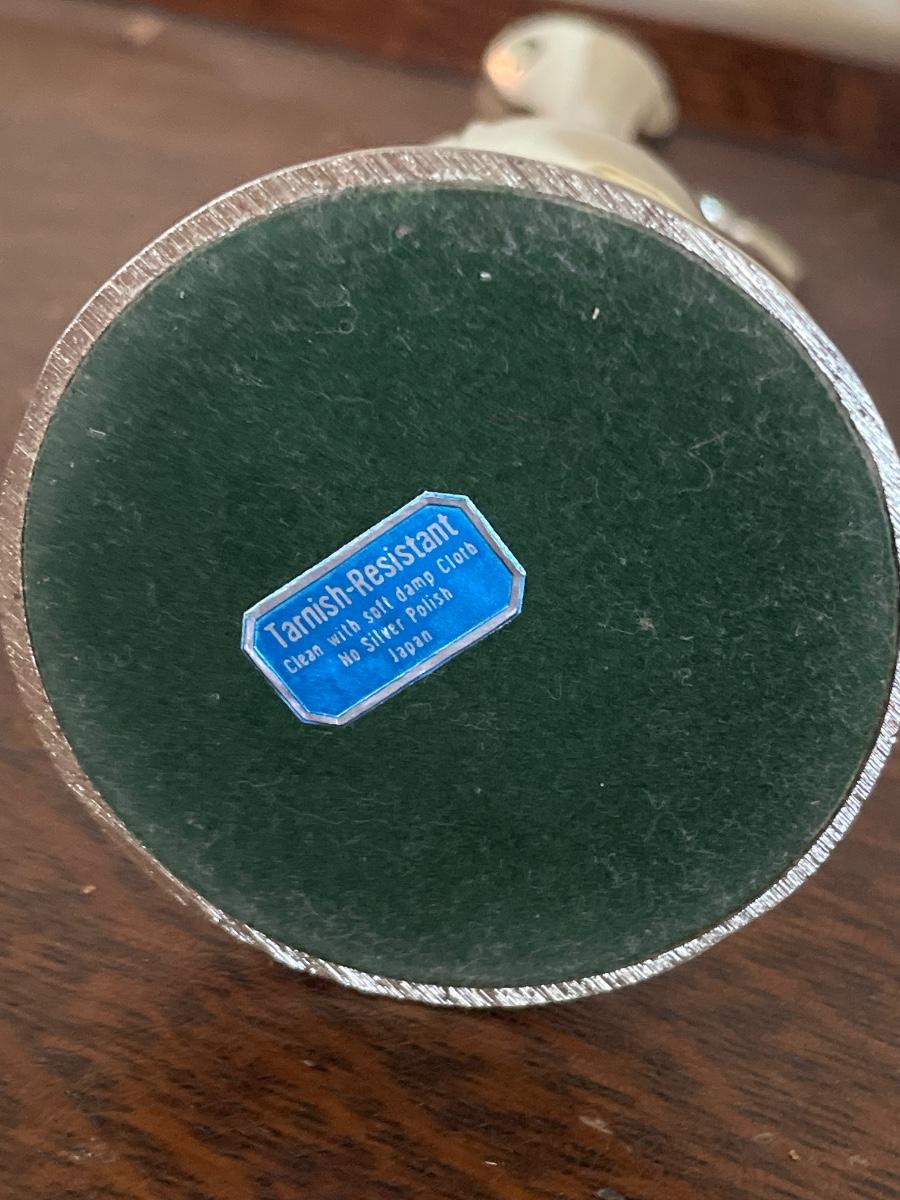 Tarnish-Resistant
Clean with soft damp Cloth
No Silver Polish
Japan